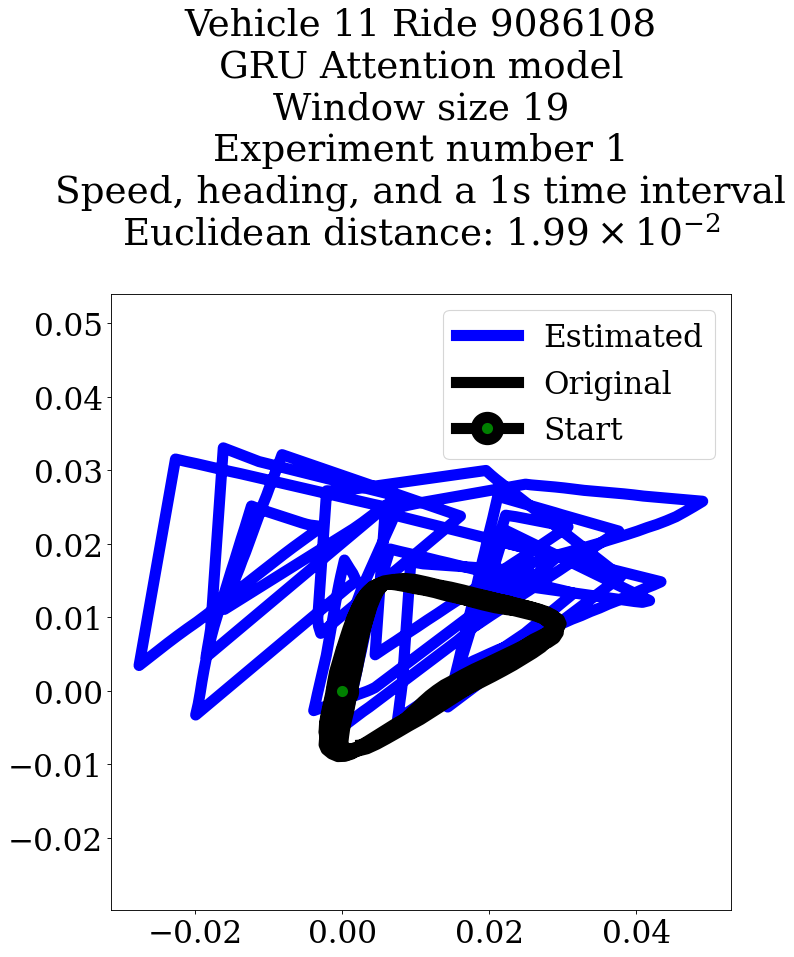 Vehicle 11 Ride 9086108
GRU Attention model
Window size 19
Experiment number 1
Speed, heading, and a 1s time interval
Euclidean distance: 1.99 × 10⁻²
Estimated
Original
Start
0.05
0.04
0.03
0.02
0.01
0.00
−0.01
−0.02
−0.02 0.00 0.02 0.04